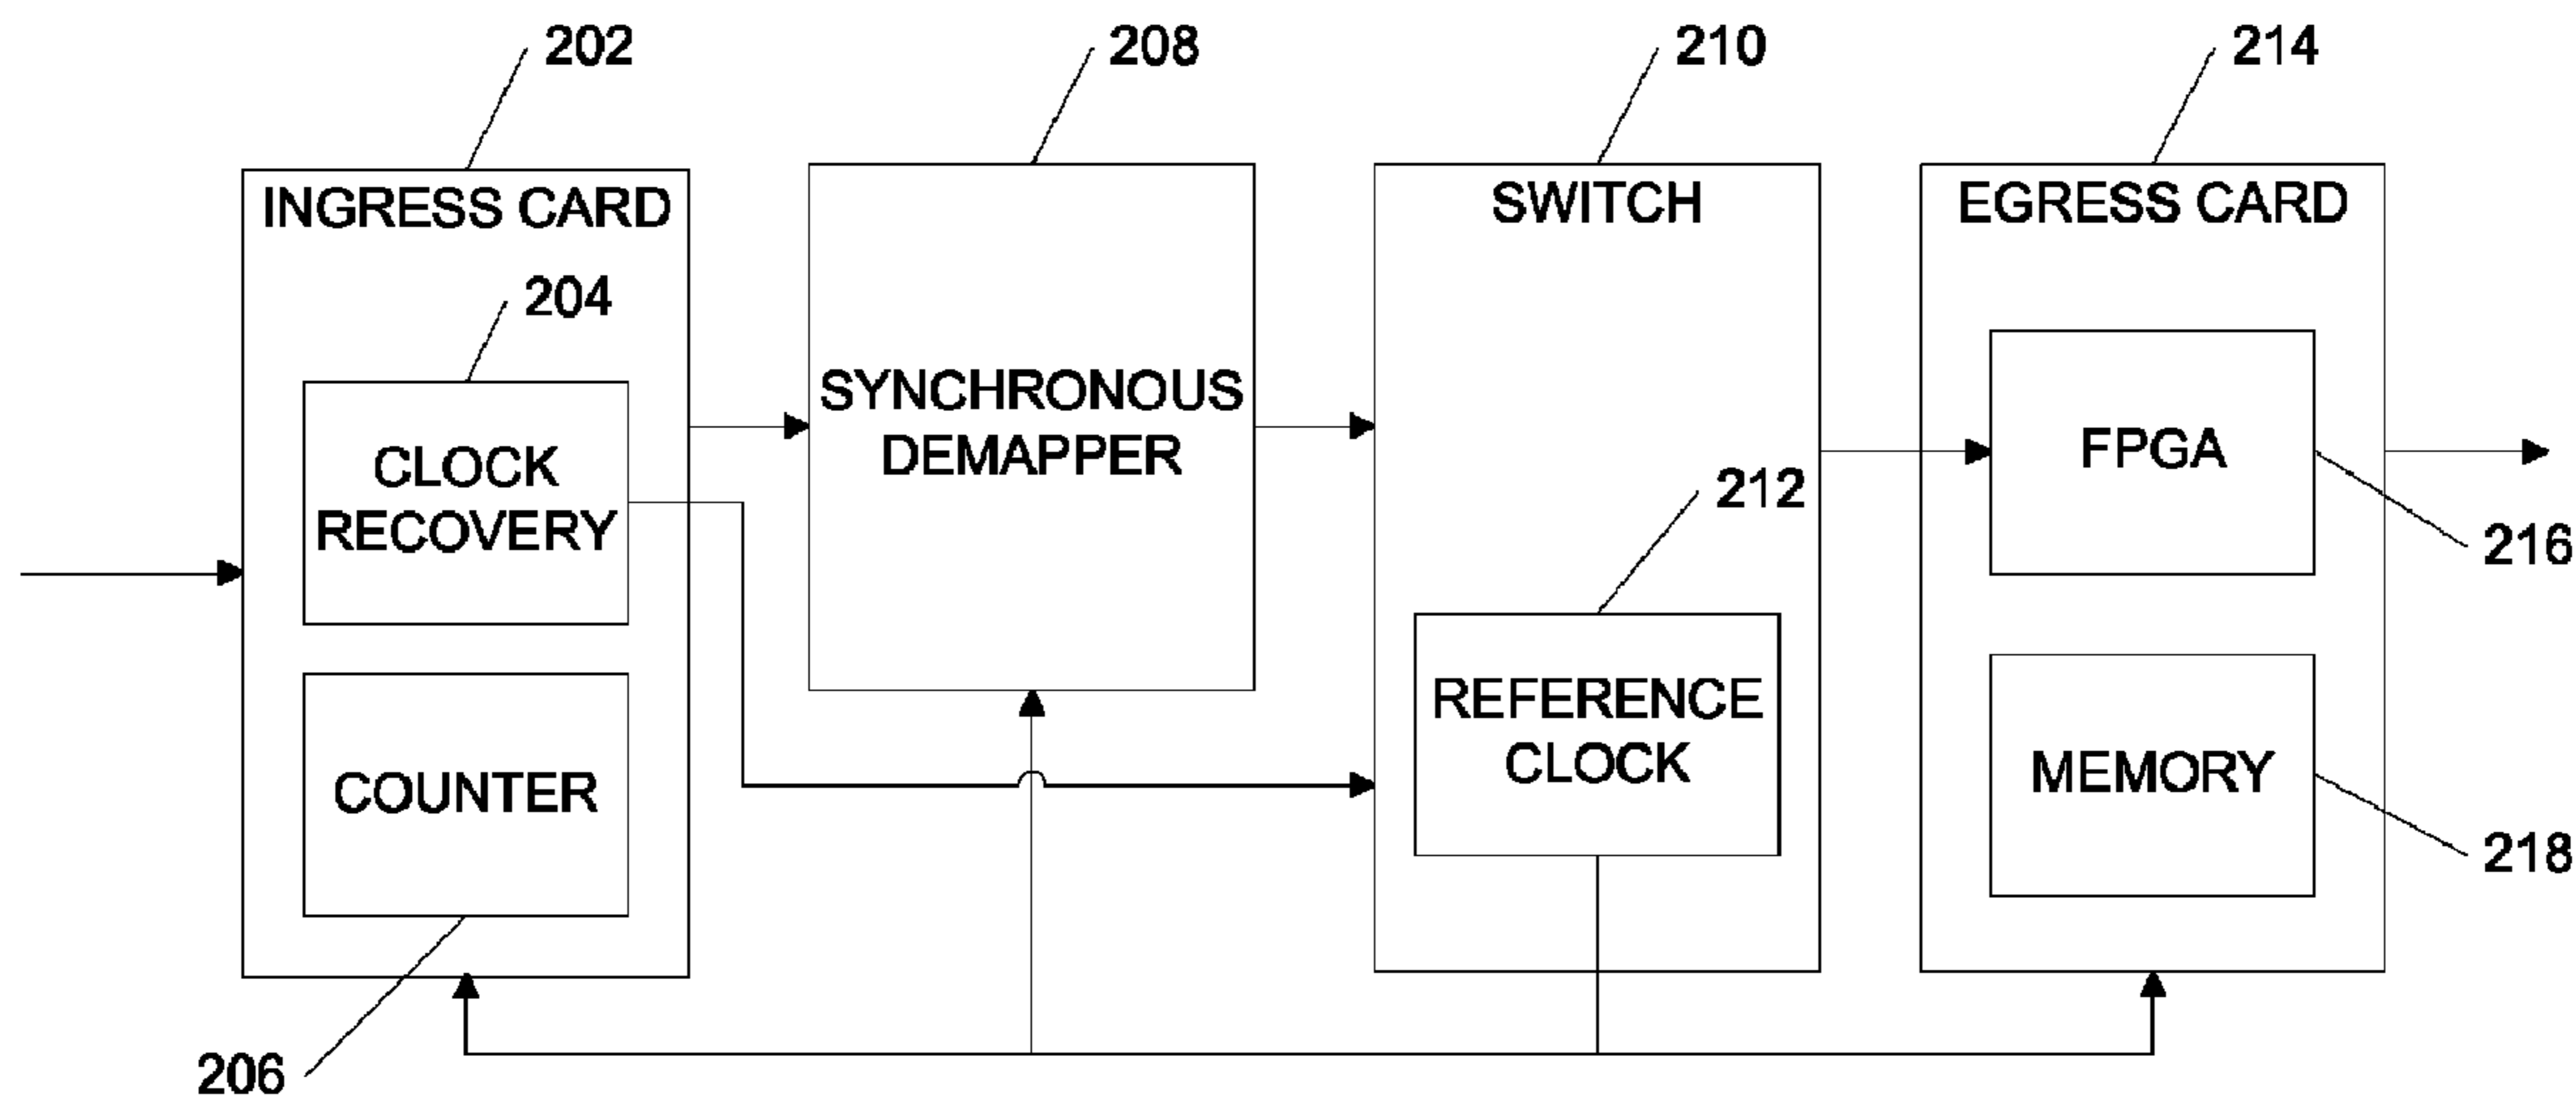 202
208
210
214
INGRESS CARD
SWITCH
EGRESS CARD
204
CLOCK
RECOVERY
SYNCHRONOUS
DEMAPPER
212
FPGA
216
COUNTER
REFERENCE
CLOCK
MEMORY
218
206